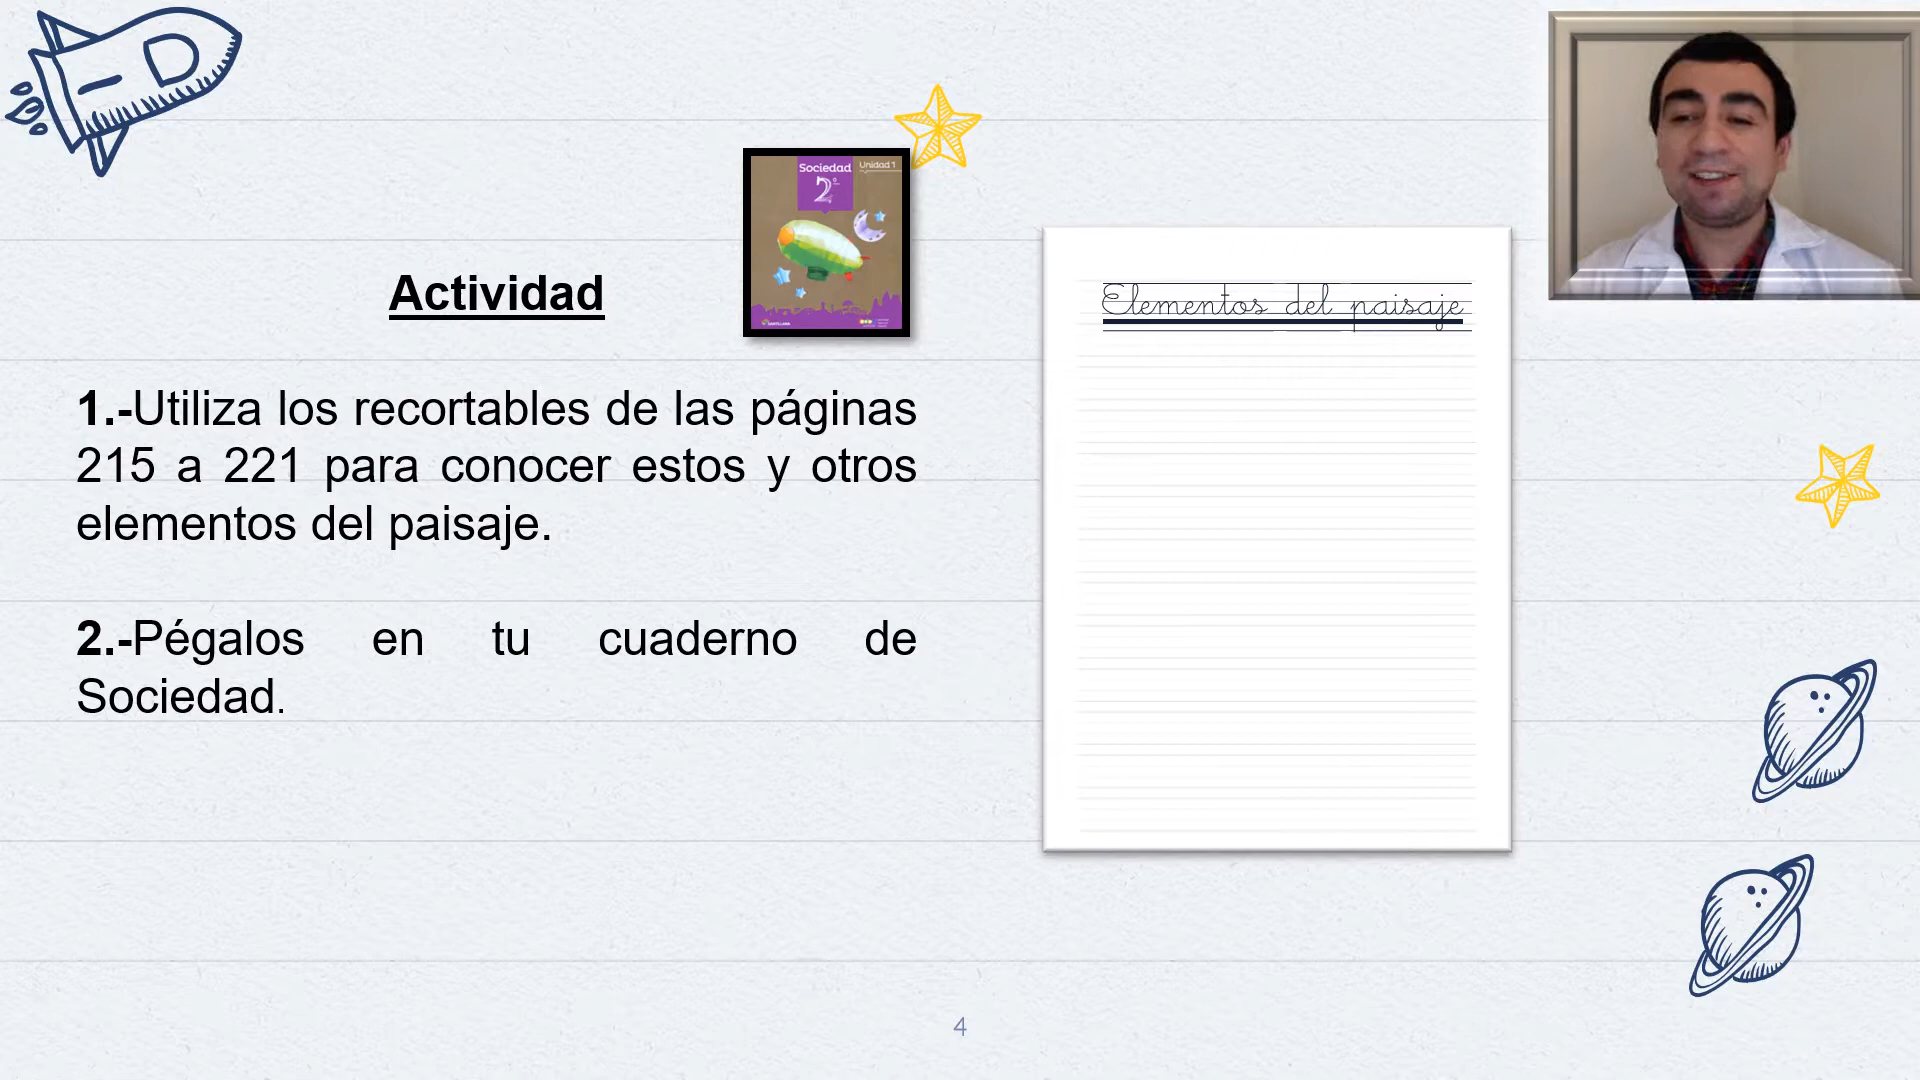 Sociedad
Unidad 1
2°
Actividad
1.-Utiliza los recortables de las páginas
215 a 221 para conocer estos y otros
elementos del paisaje.
2.-Pégalos en tu cuaderno de
Sociedad.
Elementos del paisaje
4